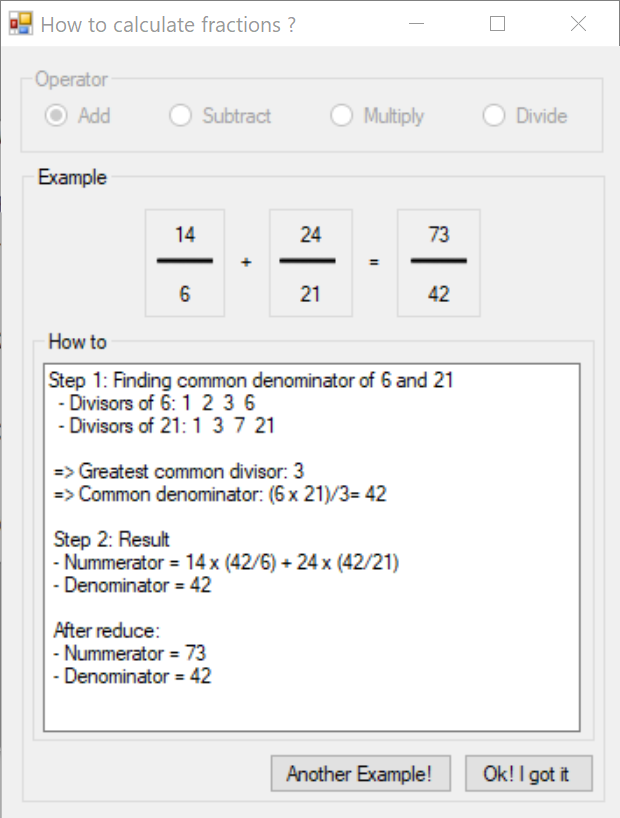 How to calculate fractions ?
Operator
Add Subtract Multiply Divide
Example
14 24 73
+ =
6 21 42
How to
Step 1: Finding common denominator of 6 and 21
- Divisors of 6: 1 2 3 6
- Divisors of 21: 1 3 7 21
=> Greatest common divisor: 3
=> Common denominator: (6 x 21)/3= 42
Step 2: Result
- Nummerator = 14 x (42/6) + 24 x (42/21)
- Denominator = 42
After reduce:
- Nummerator = 73
- Denominator = 42
Another Example! Ok! I got it